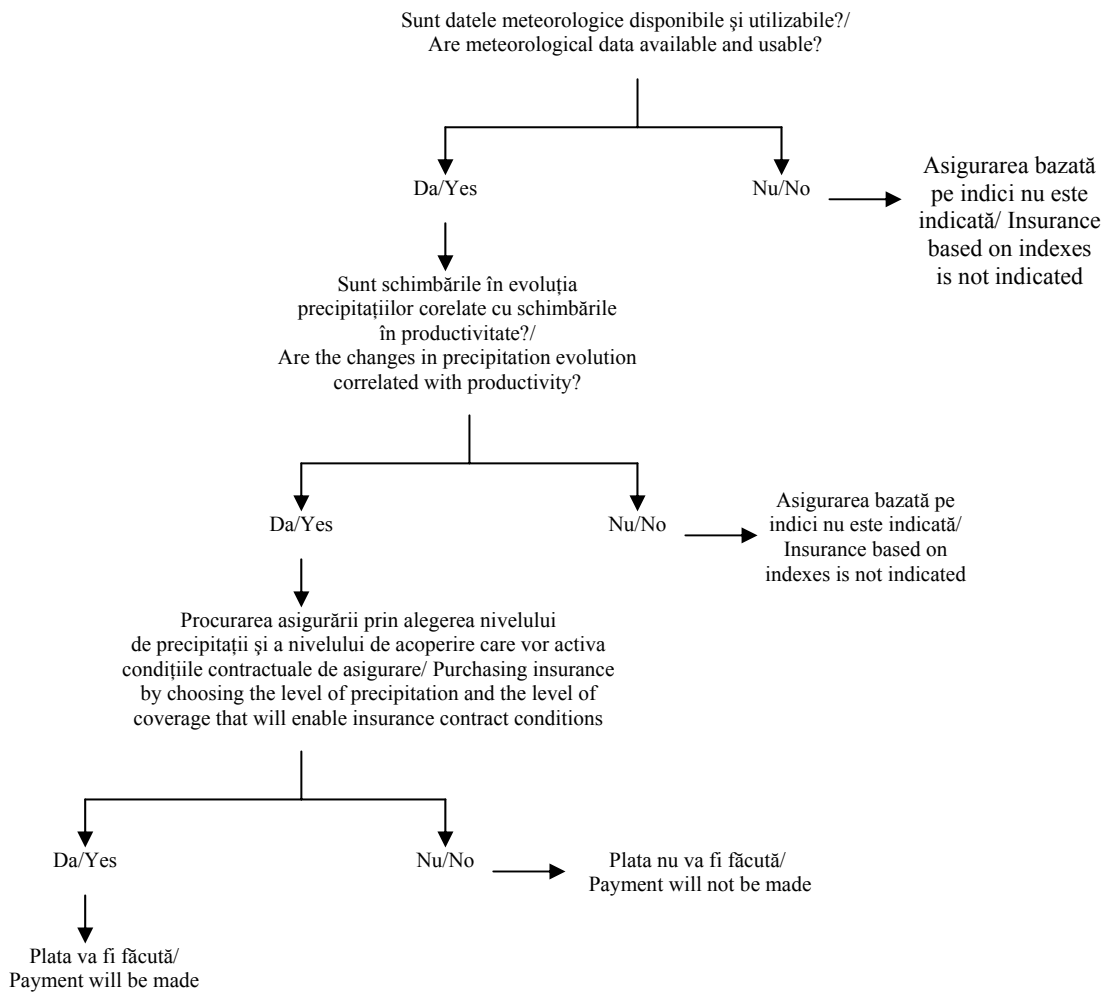 Sunt datele meteorologice disponibile şi utilizabile?/
Are meteorological data available and usable?
Da/Yes
Nu/No
Asigurarea bazată
pe indici nu este
indicată/ Insurance
based on indexes
is not indicated
Sunt schimbările în evoluția
precipitațiilor corelate cu schimbările
în productivitate?/
Are the changes in precipitation evolution
correlated with productivity?
Da/Yes
Nu/No
Asigurarea bazată pe
indici nu este indicată/
Insurance based on
indexes is not indicated
Procurarea asigurării prin alegerea nivelului
de precipitații şi a nivelului de acoperire care vor activa
condițiile contractuale de asigurare/ Purchasing insurance
by choosing the level of precipitation and the level of
coverage that will enable insurance contract conditions
Da/Yes
Nu/No
Plata nu va fi făcută/
Payment will not be made
Plata va fi făcută/
Payment will be made